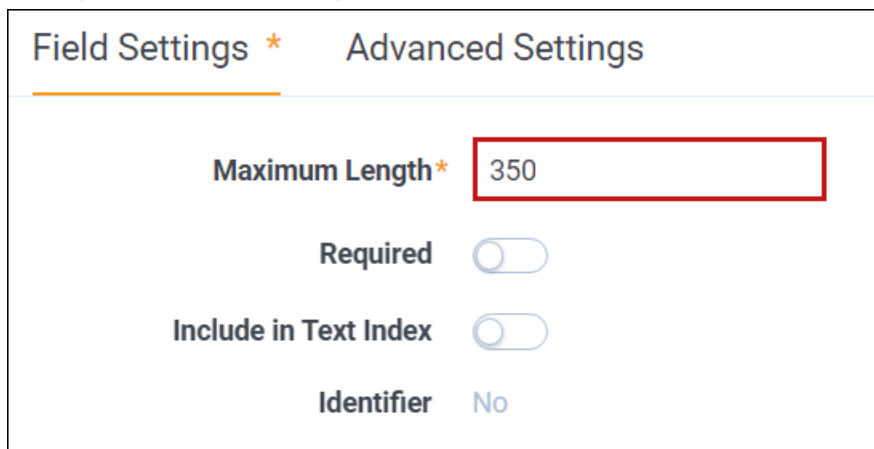 Field Settings * Advanced Settings
Maximum Length* 350
Required
Include in Text Index
Identifier No